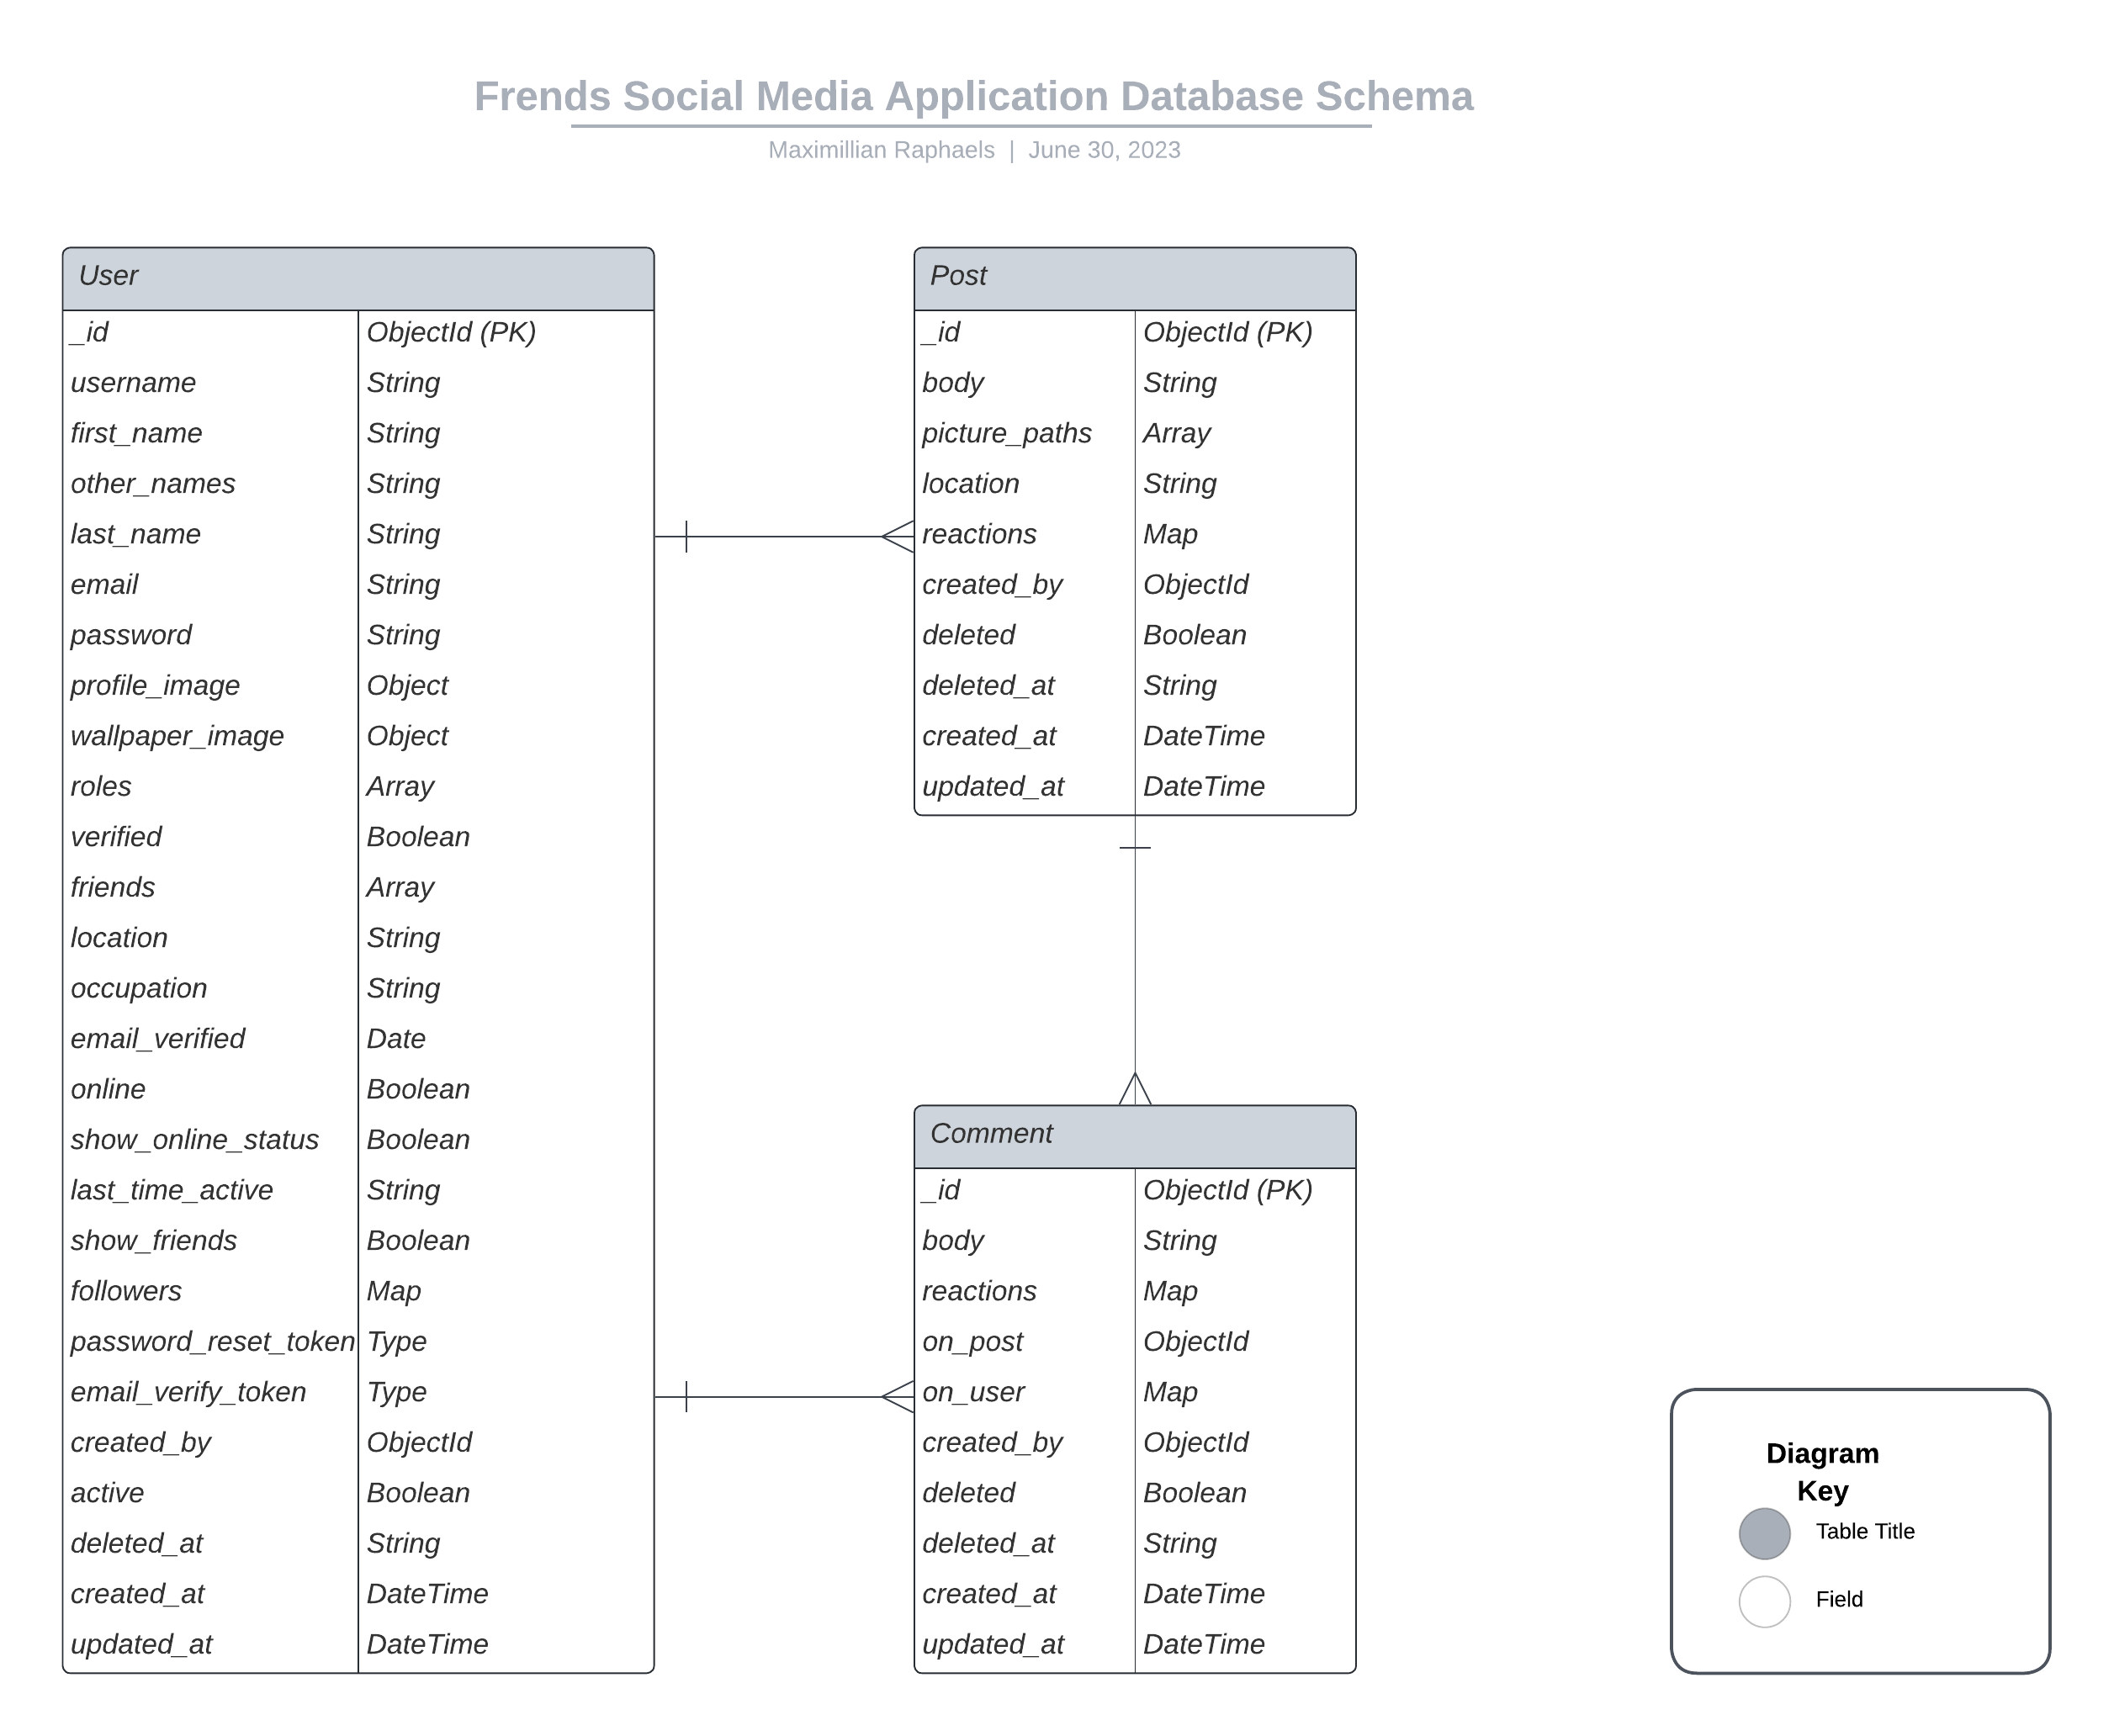 Frends Social Media Application Database Schema
Maximillian Raphaels | June 30, 2023
User
_id ObjectId (PK)
username String
first_name String
other_names String
last_name String
email String
password String
profile_image Object
wallpaper_image Object
roles Array
verified Boolean
friends Array
location String
occupation String
email_verified Date
online Boolean
show_online_status Boolean
last_time_active String
show_friends Boolean
followers Map
password_reset_token Type
email_verify_token Type
created_by ObjectId
active Boolean
deleted_at String
created_at DateTime
updated_at DateTime
Post
_id ObjectId (PK)
body String
picture_paths Array
location String
reactions Map
created_by ObjectId
deleted Boolean
deleted_at String
created_at DateTime
updated_at DateTime
Comment
_id ObjectId (PK)
body String
reactions Map
on_post ObjectId
on_user Map
created_by ObjectId
deleted Boolean
deleted_at String
created_at DateTime
updated_at DateTime
Diagram
Key
Table Title
Field